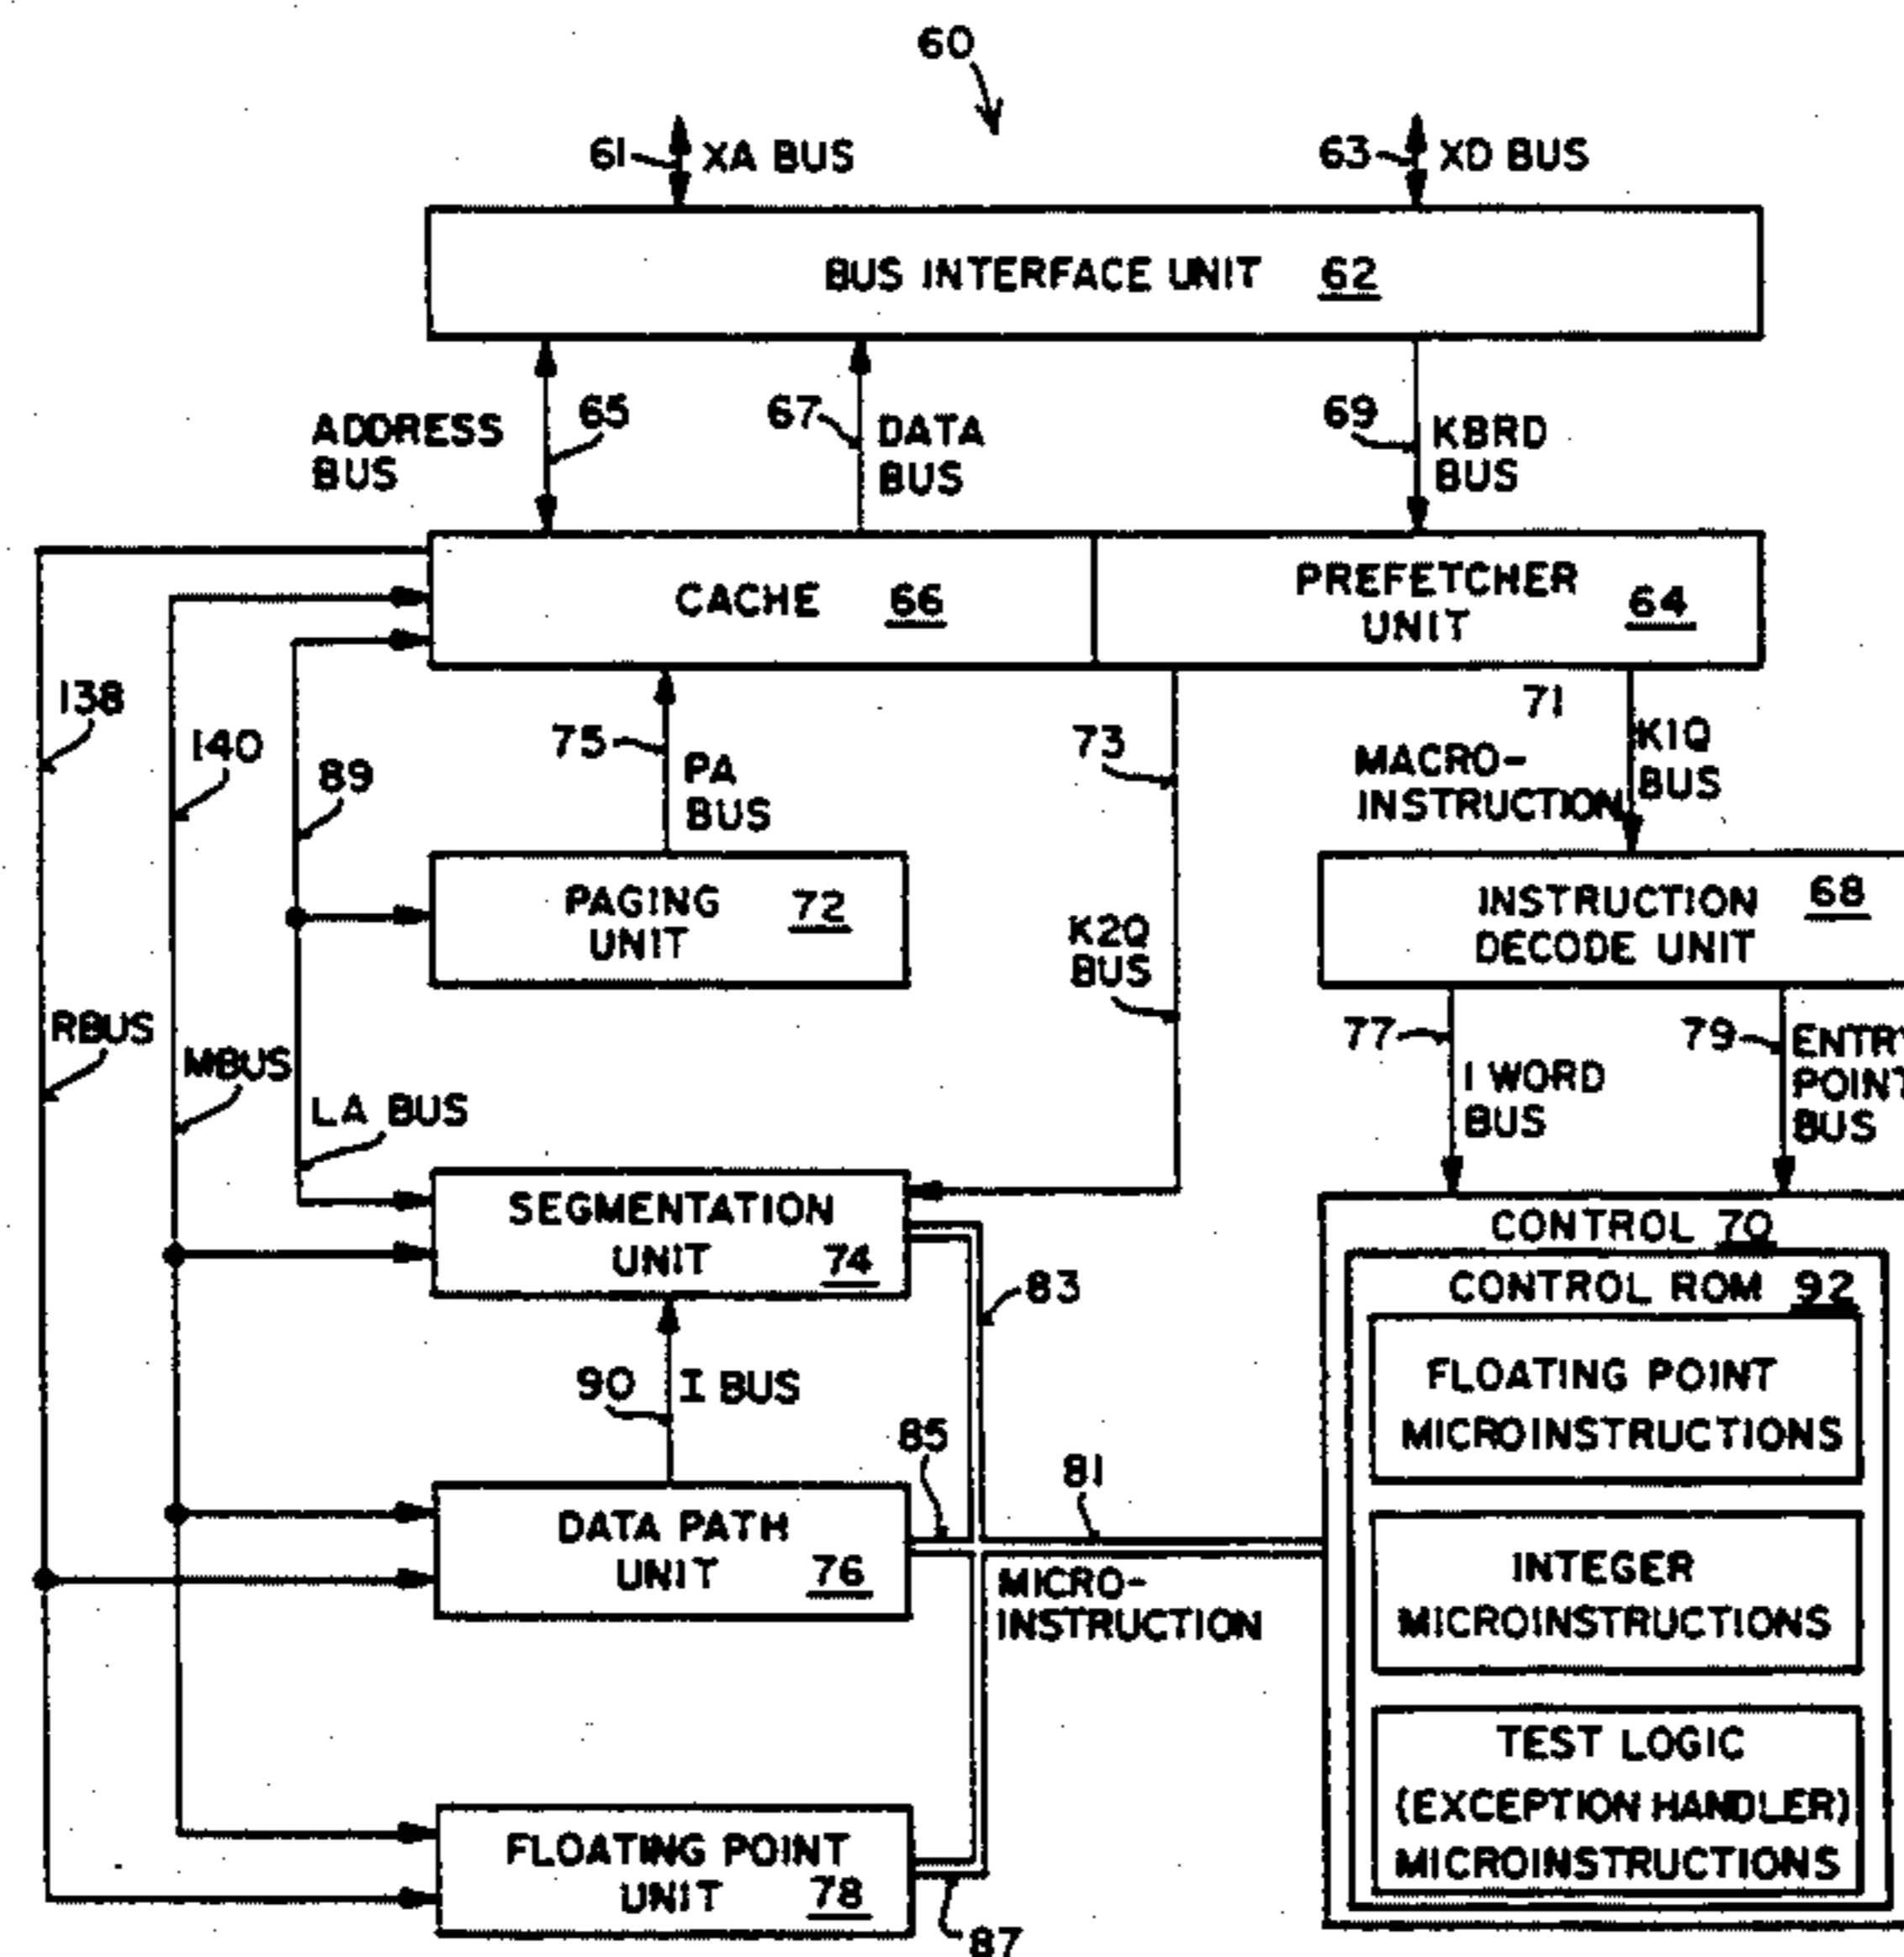 60
61 XA BUS
63 XD BUS
BUS INTERFACE UNIT 62
ADDRESS
BUS
65
67
DATA
BUS
69
KBRD
BUS
CACHE 66
PREFETCHER
UNIT
64
138
140
89
75
PA
BUS
73
71
MACRO-
INSTRUCTION
K1Q
BUS
PAGING
UNIT
72
K2Q
BUS
INSTRUCTION
DECODE UNIT
68
RBUS
MBUS
LA BUS
77
I WORD
BUS
79
ENTRY
POINT
BUS
SEGMENTATION
UNIT 74
83
CONTROL 70
CONTROL ROM 92
FLOATING POINT
MICROINSTRUCTIONS
90 I BUS
85
81
DATA PATH
UNIT 76
MICRO-
INSTRUCTION
INTEGER
MICROINSTRUCTIONS
TEST LOGIC
(EXCEPTION HANDLER)
MICROINSTRUCTIONS
FLOATING POINT
UNIT 78
87